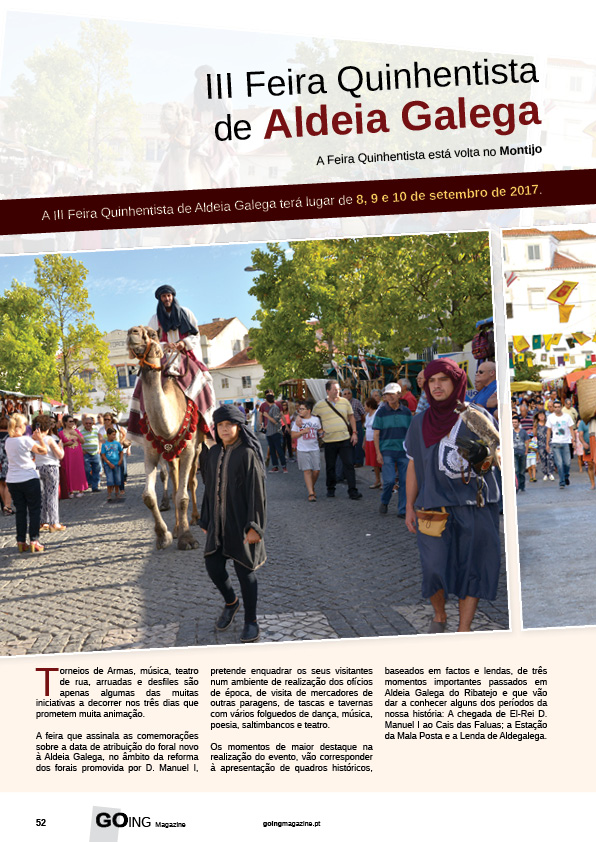 III Feira Quinhentista
de Aldeia Galega
A Feira Quinhentista está volta no Montijo
A III Feira Quinhentista de Aldeia Galega terá lugar de 8, 9 e 10 de setembro de 2017.
Torneios de Armas, música, teatro
de rua, arruadas e desfiles são
apenas algumas das muitas
iniciativas a decorrer nos três dias que
prometem muita animação.
A feira que assinala as comemorações
sobre a data de atribuição do foral novo
à Aldeia Galega, no âmbito da reforma
dos forais promovida por D. Manuel I,
pretende enquadrar os seus visitantes
num ambiente de realização dos ofícios
de época, de visita de mercadores de
outras paragens, de tascas e tavernas
com vários folguedos de dança, música,
poesia, saltimbancos e teatro.
Os momentos de maior destaque na
realização do evento, vão corresponder
à apresentação de quadros históricos,
baseados em factos e lendas, de três
momentos importantes passados em
Aldeia Galega do Ribatejo e que vão
dar a conhecer alguns dos períodos da
nossa história: A chegada de El-Rei D.
Manuel I ao Cais das Faluas; a Estação
da Mala Posta e a Lenda de Aldegalega.
52
GOING Magazine
goingmagazine.pt